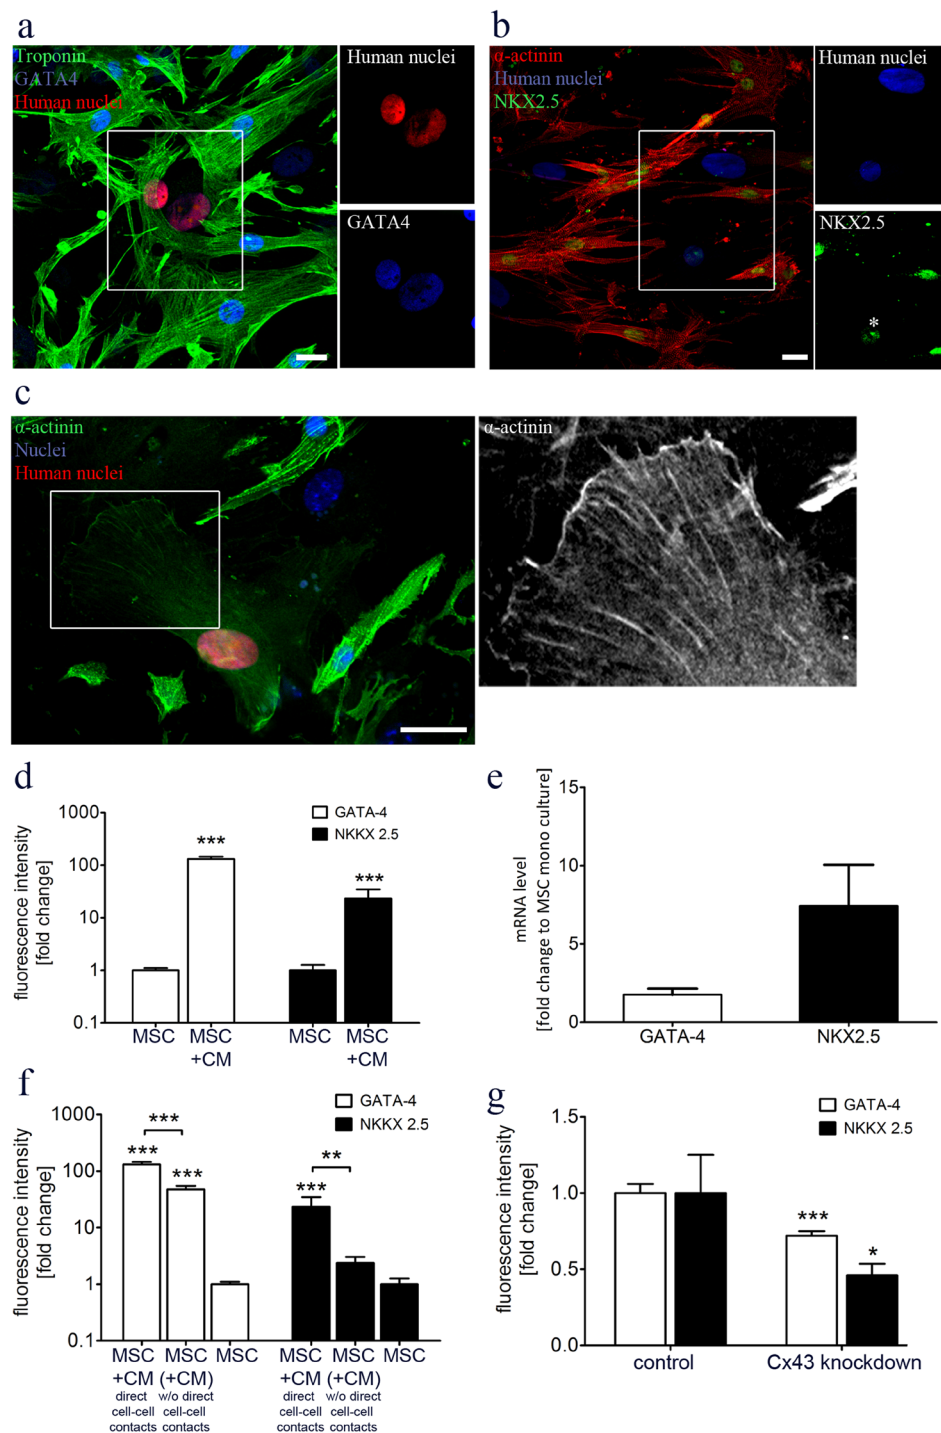 a
Troponin
GATA4
Human nuclei
Human nuclei
GATA4
b
α-actinin
Human nuclei
NKX2.5
Human nuclei
NKX2.5
*
c
α-actinin
Nuclei
Human nuclei
α-actinin
d
fluorescence intensity
[fold change]
1000
100
10
1
0.1
GATA-4
NKKX 2.5
***
***
MSC
MSC
+CM
MSC
MSC
+CM
e
mRNA level
[fold change to MSC mono culture]
15
10
5
0
GATA-4
NKX2.5
f
fluorescence intensity
[fold change]
1000
100
10
1
0.1
GATA-4
NKKX 2.5
***
***
***
**
***
MSC
+CM
direct
cell-cell
contacts
MSC
(+CM)
w/o direct
cell-cell
contacts
MSC
MSC
+CM
direct
cell-cell
contacts
MSC
(+CM)
w/o direct
cell-cell
contacts
MSC
g
fluorescence intensity
[fold change]
1.5
1.0
0.5
0.0
GATA-4
NKKX 2.5
***
*
control
Cx43 knockdown